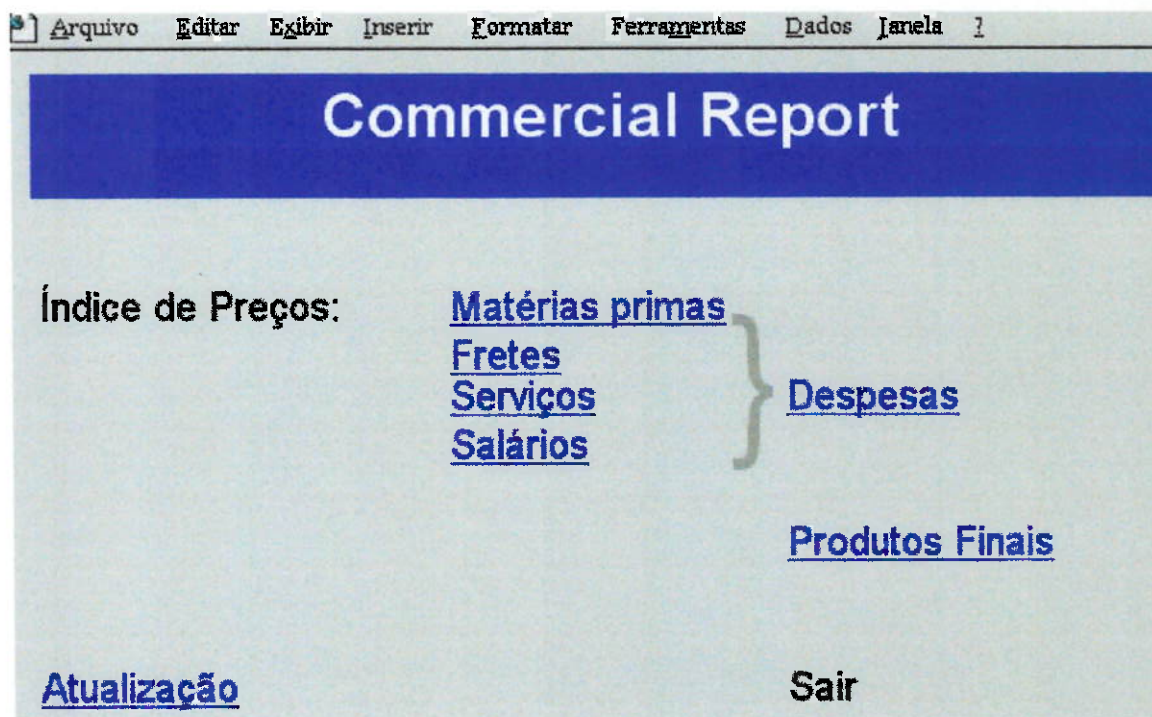 Arquivo Editar Exibir Inserir Formatar Ferramentas Dados Janela ?
Commercial Report
Índice de Preços: Matérias primas
Fretes
Serviços Despesas
Salários
Produtos Finais
Atualização Sair